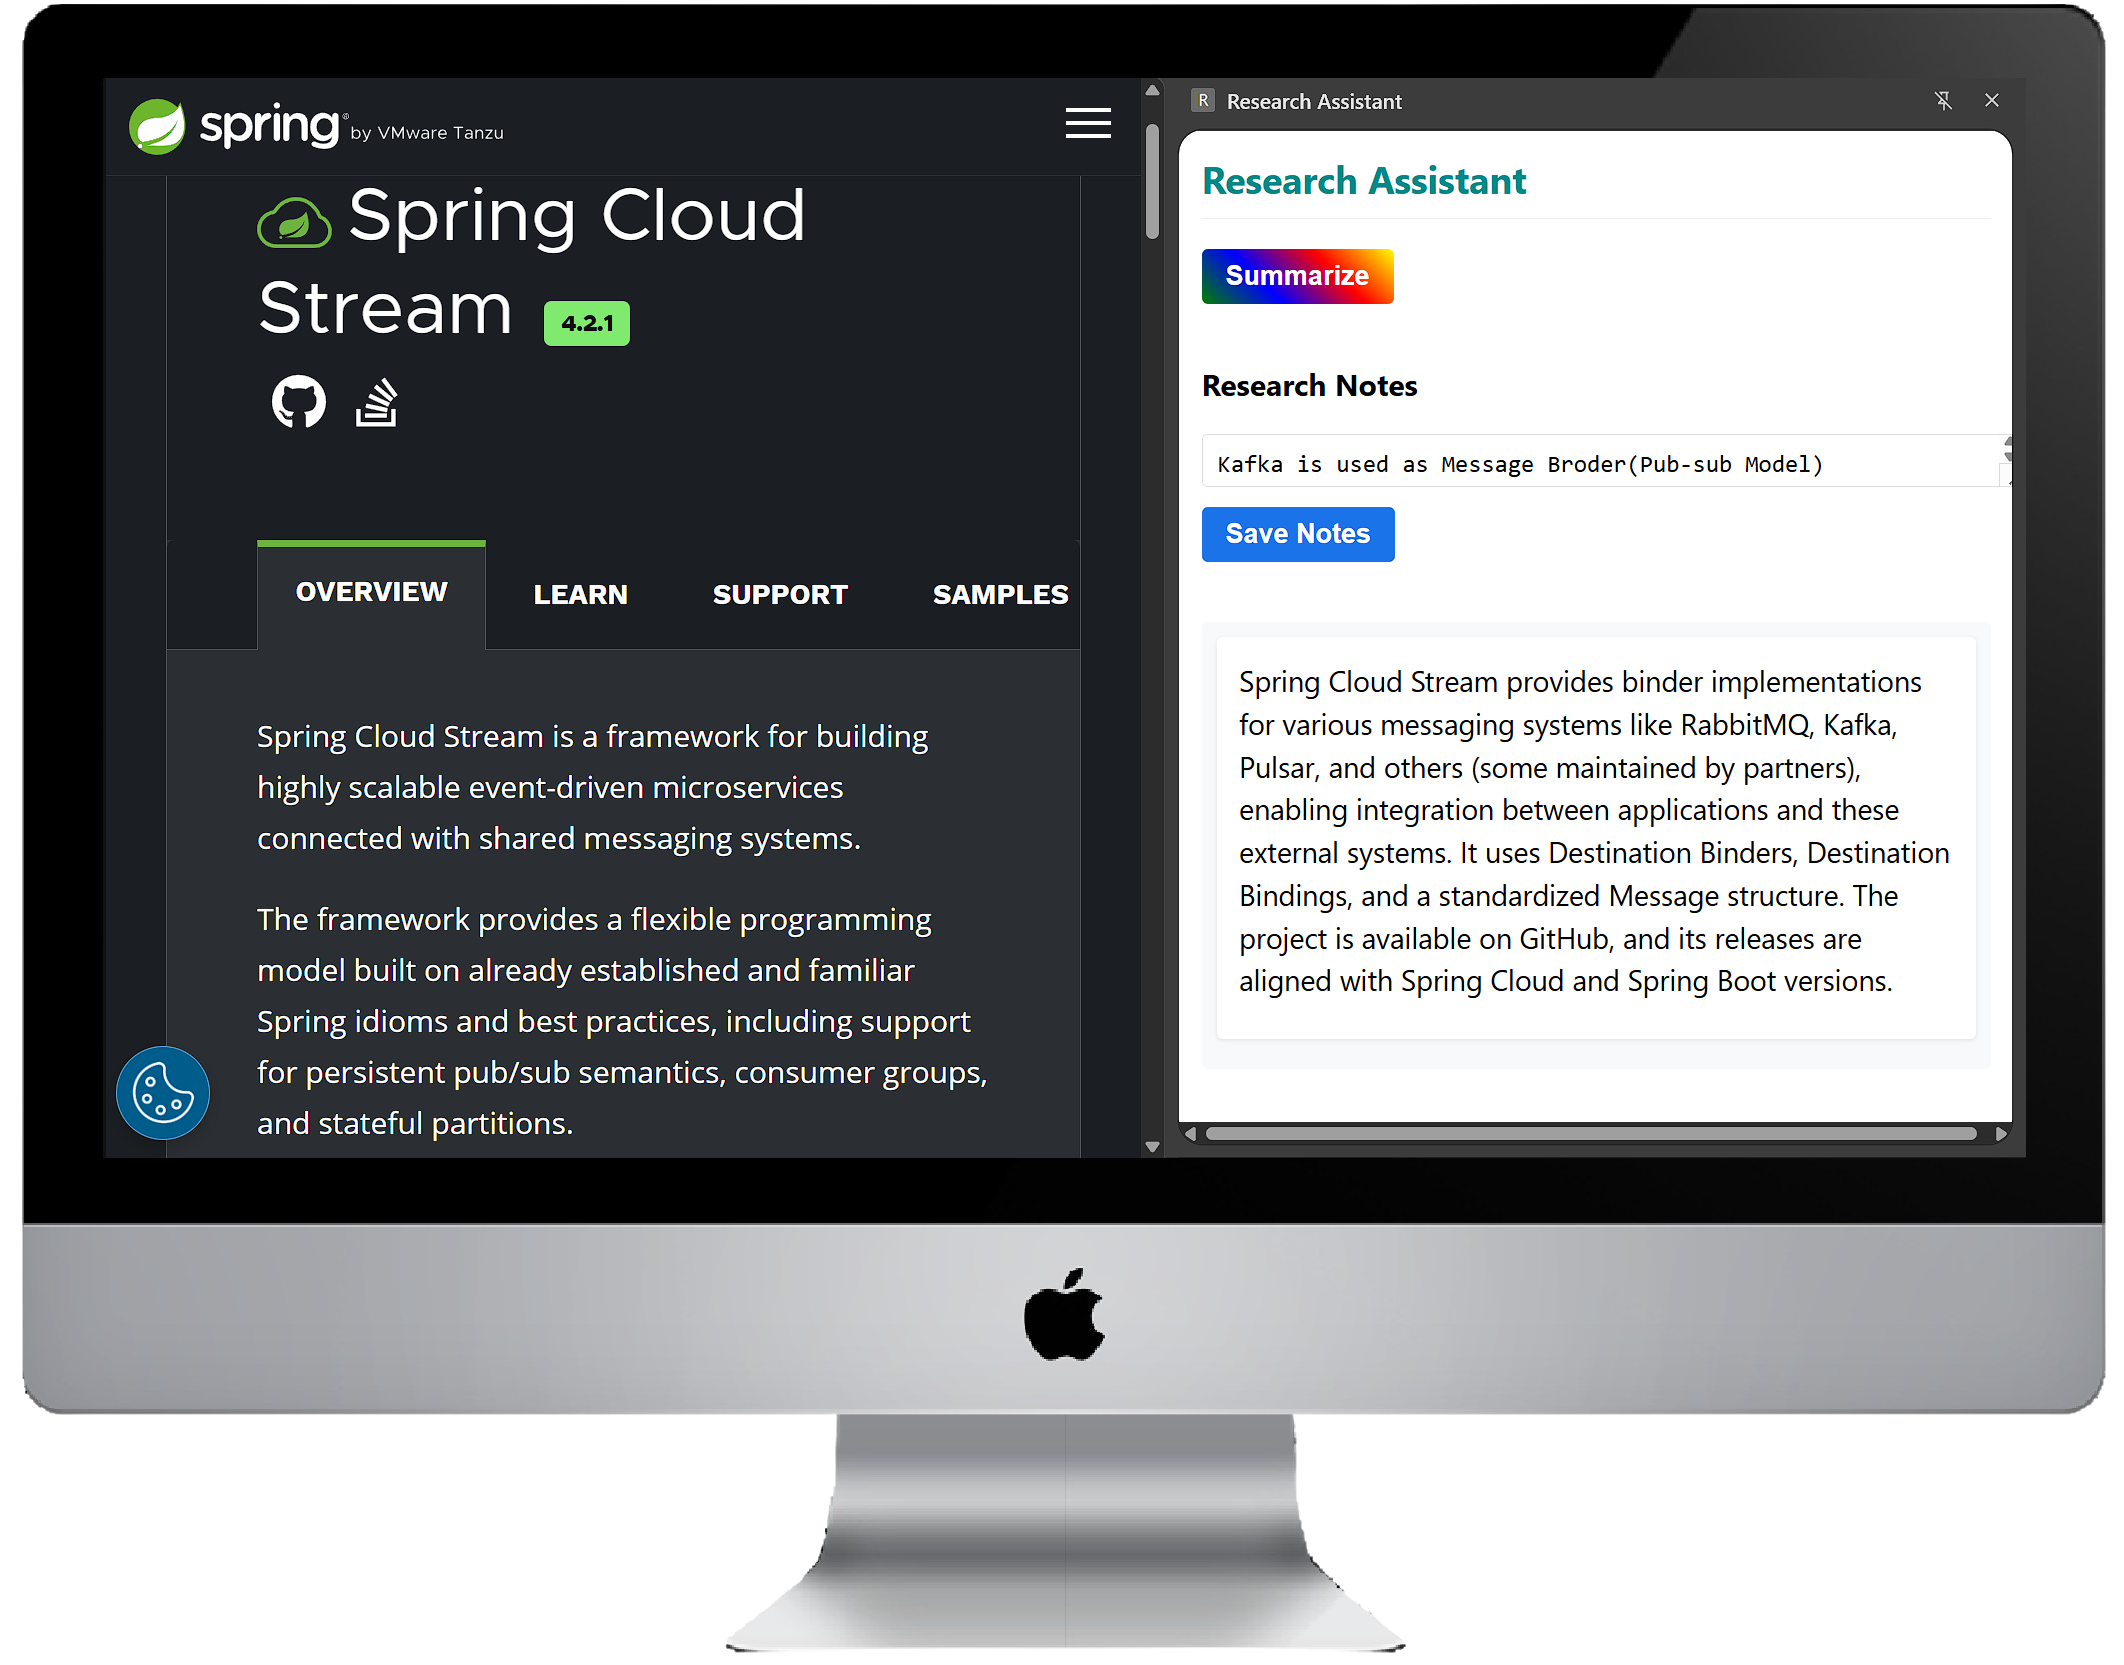 spring® by VMware Tanzu
Spring Cloud
Stream 4.2.1
OVERVIEW LEARN SUPPORT SAMPLES
Spring Cloud Stream is a framework for building
highly scalable event-driven microservices
connected with shared messaging systems.
The framework provides a flexible programming
model built on already established and familiar
Spring idioms and best practices, including support
for persistent pub/sub semantics, consumer groups,
and stateful partitions.
R Research Assistant
Research Assistant
Summarize
Research Notes
Kafka is used as Message Broder(Pub-sub Model)
Save Notes
Spring Cloud Stream provides binder implementations
for various messaging systems like RabbitMQ, Kafka,
Pulsar, and others (some maintained by partners),
enabling integration between applications and these
external systems. It uses Destination Binders, Destination
Bindings, and a standardized Message structure. The
project is available on GitHub, and its releases are
aligned with Spring Cloud and Spring Boot versions.